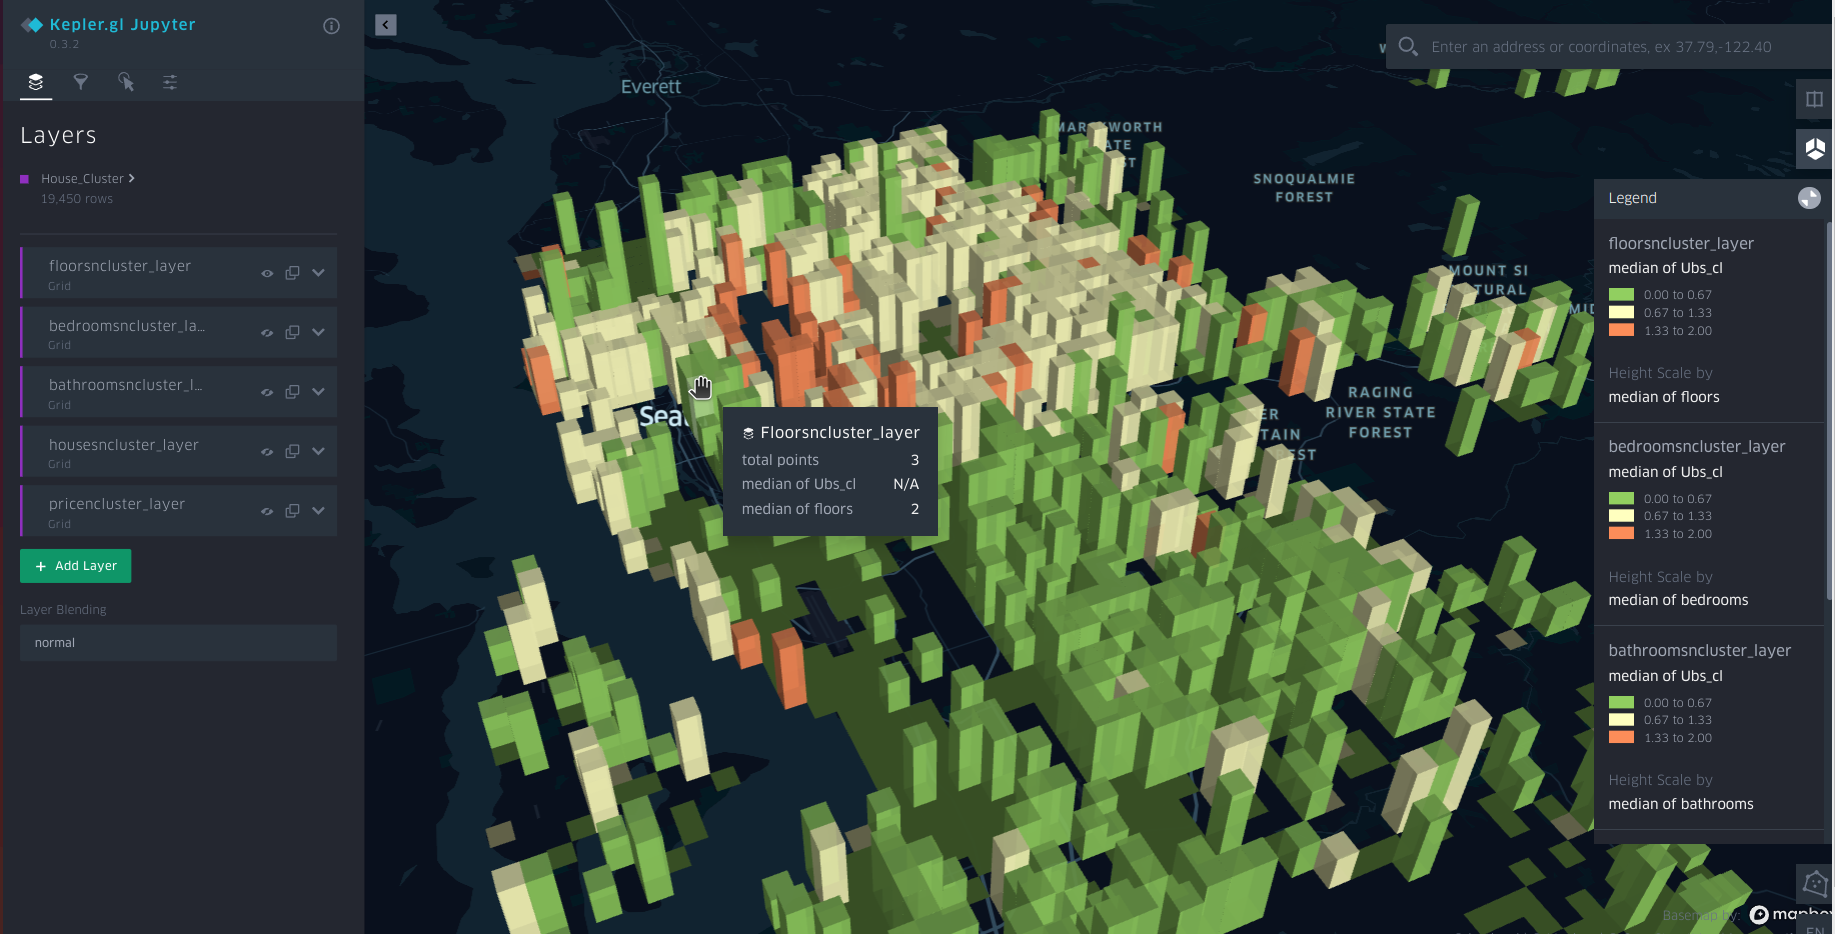 Kepler.gl Jupyter
0.3.2
Layers
House_Cluster
19,450 rows
floorsncluster_layer
Grid
bedroomsncluster_la...
Grid
bathroomsncluster_l...
Grid
housesncluster_layer
Grid
pricencluster_layer
Grid
+ Add Layer
Layer Blending
normal
Everett
SNOQUALMIE
FOREST
MOUNT SI
RAGING
RIVER STATE
FOREST
Floorsncluster_layer
total points 3
median of Ubs_cl N/A
median of floors 2
Enter an address or coordinates, ex 37.79,-122.40
Legend
floorsncluster_layer
median of Ubs_cl
0.00 to 0.67
0.67 to 1.33
1.33 to 2.00
Height Scale by
median of floors
bedroomsncluster_layer
median of Ubs_cl
0.00 to 0.67
0.67 to 1.33
1.33 to 2.00
Height Scale by
median of bedrooms
bathroomsncluster_layer
median of Ubs_cl
0.00 to 0.67
0.67 to 1.33
1.33 to 2.00
Height Scale by
median of bathrooms
Basemap by:
EN